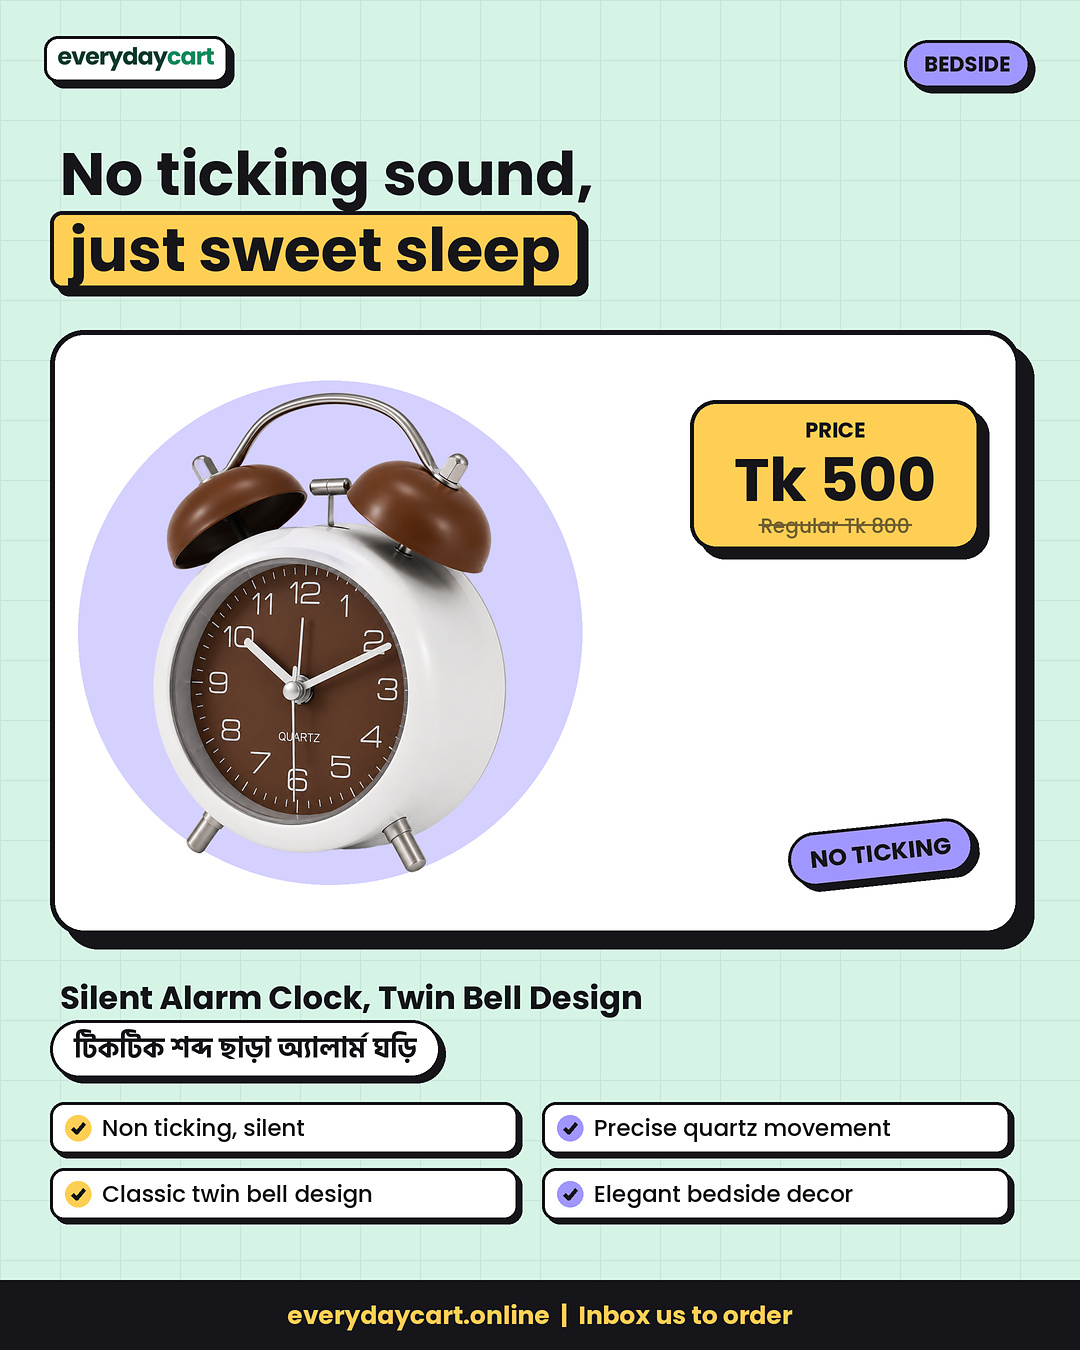 everydaycart
BEDSIDE
No ticking sound,
just sweet sleep
PRICE
Tk 500
Regular Tk 800
12
11
1
10
2
9
3
8
4
7
5
6
QUARTZ
NO TICKING
Silent Alarm Clock, Twin Bell Design
টিকটিক শব্দ ছাড়া অ্যালার্ম ঘড়ি
Non ticking, silent
Precise quartz movement
Classic twin bell design
Elegant bedside decor
everydaycart.online | Inbox us to order